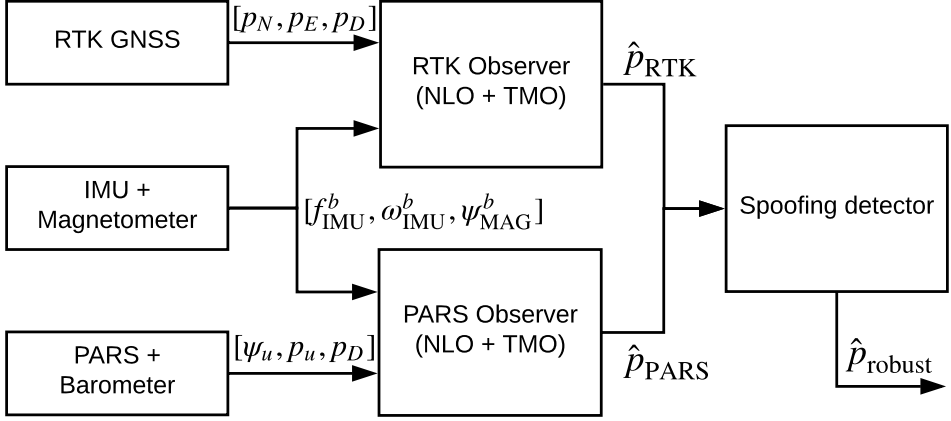 RTK GNSS
[p_N, p_E, p_D]
RTK Observer
(NLO + TMO)
p̂_RTK
IMU +
Magnetometer
[f^b_IMU, ω^b_IMU, ψ^b_MAG]
Spoofing detector
PARS +
Barometer
[ψ_u, p_u, p_D]
PARS Observer
(NLO + TMO)
p̂_PARS
p̂_robust